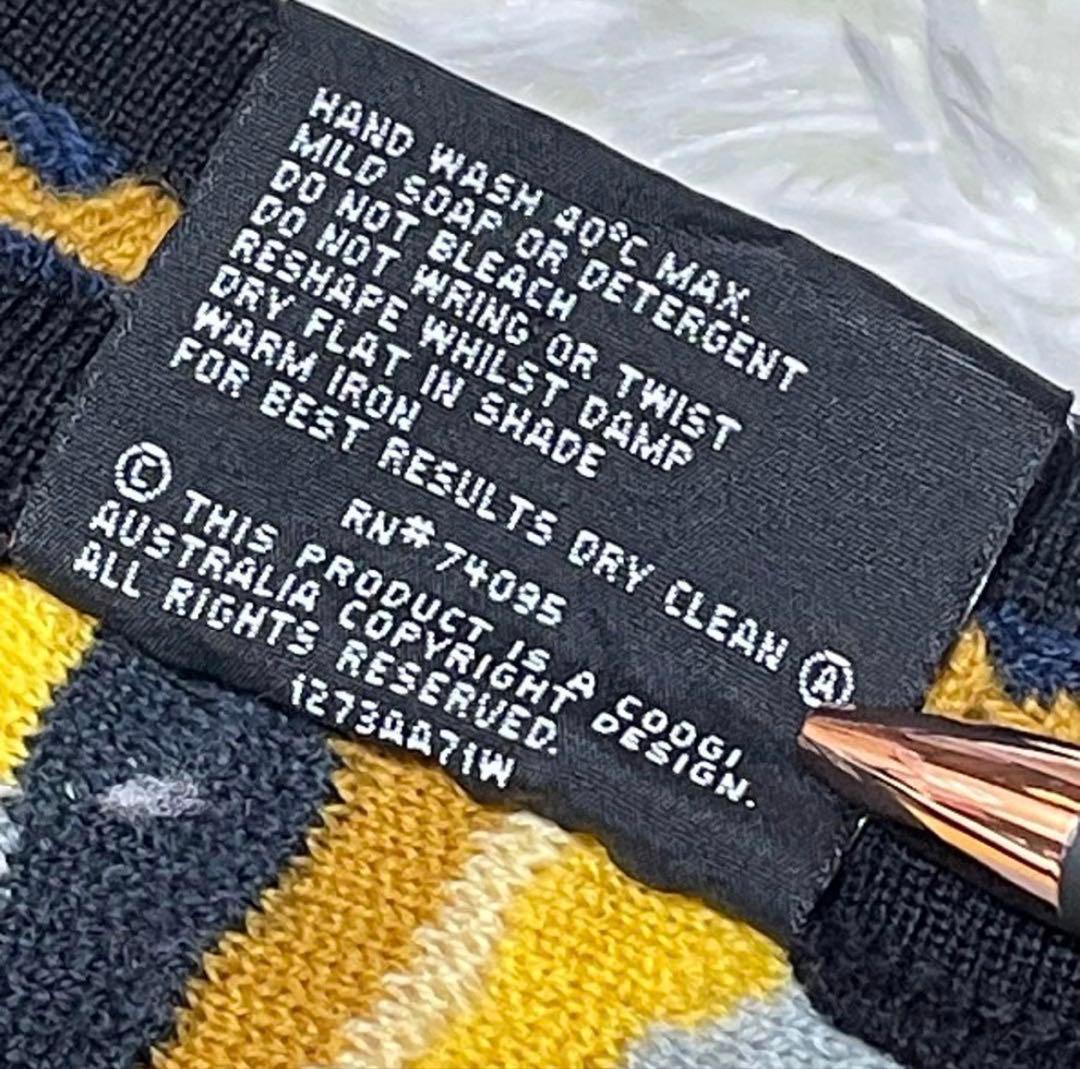 HAND WASH 40°C MAX.
MILD SOAP OR DETERGENT
DO NOT BLEACH
DO NOT WRING OR TWIST
RESHAPE WHILST DAMP
DRY FLAT IN SHADE
WARM IRON
FOR BEST RESULTS DRY CLEAN Ⓐ
RN# 74095
© THIS PRODUCT IS A COOGI
AUSTRALIA COPYRIGHT DESIGN.
ALL RIGHTS RESERVED.
1273AA71W